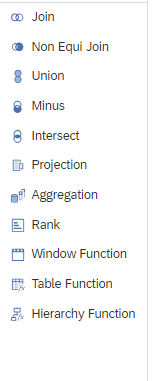 Join
Non Equi Join
Union
Minus
Intersect
Projection
Aggregation
Rank
Window Function
Table Function
Hierarchy Function